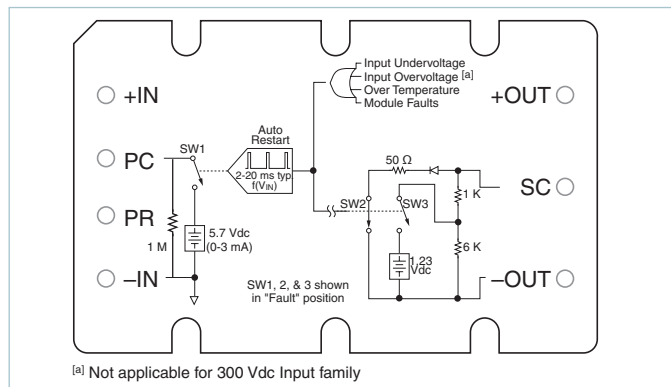 Input Undervoltage
Input Overvoltage [a]
Over Temperature
Module Faults
+IN
+OUT
Auto
Restart
SW1
PC
2-20 ms typ.
f(VIN)
50 Ω
SC
1 K
PR
SW2
SW3
5.7 Vdc
(0-3 mA)
1 M
6 K
1.23
Vdc
–IN
–OUT
SW1, 2, & 3 shown
in "Fault" position
[a] Not applicable for 300 Vdc Input family